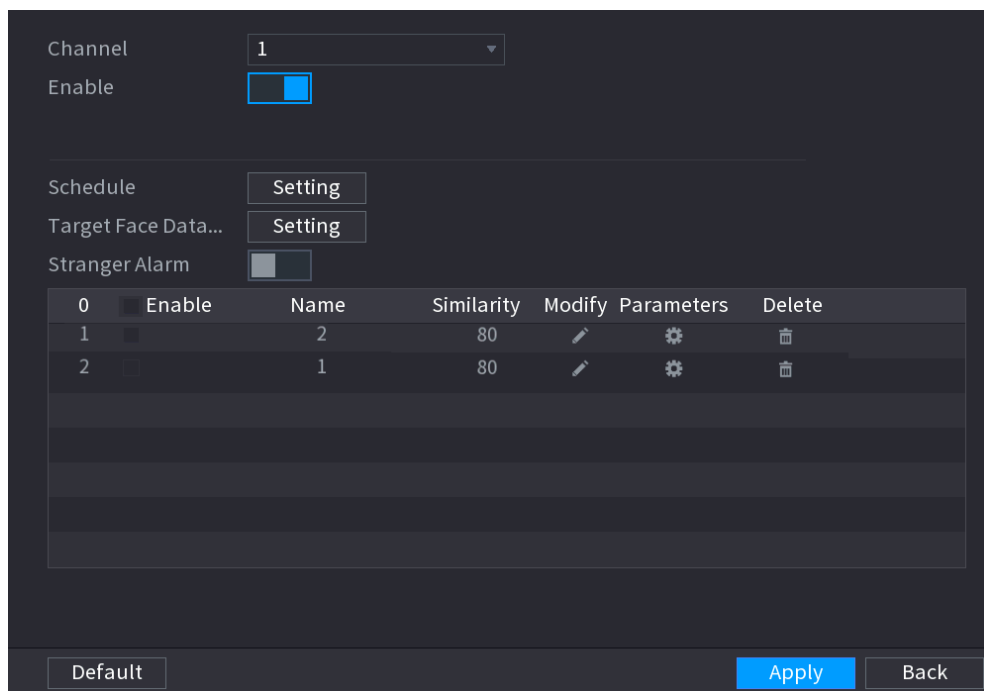 Channel 1
Enable
Schedule Setting
Target Face Data... Setting
Stranger Alarm
0 Enable Name Similarity Modify Parameters Delete
1 2 80
2 1 80
Default Apply Back